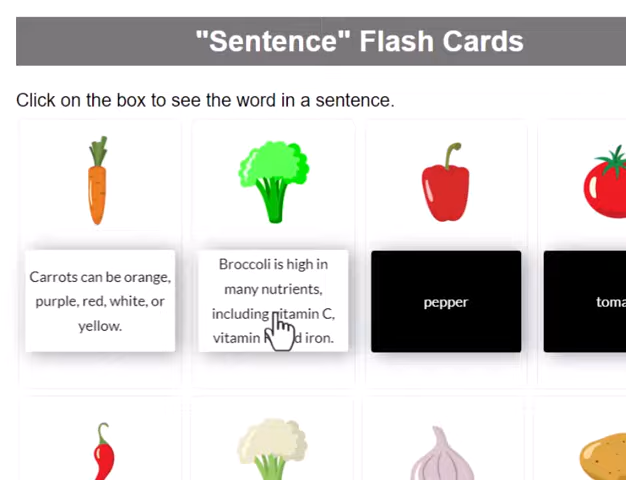 "Sentence" Flash Cards
Click on the box to see the word in a sentence.
Carrots can be orange,
purple, red, white, or
yellow.
Broccoli is high in
many nutrients,
including vitamin C,
vitamin d iron.
pepper